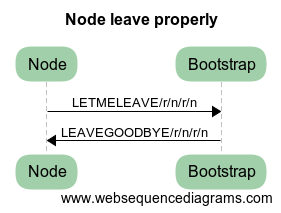 Node leave properly
Node Bootstrap
LETMELEAVE/r/n/r/n
LEAVEGOODBYE/r/n/r/n
Node Bootstrap
www.websequencediagrams.com